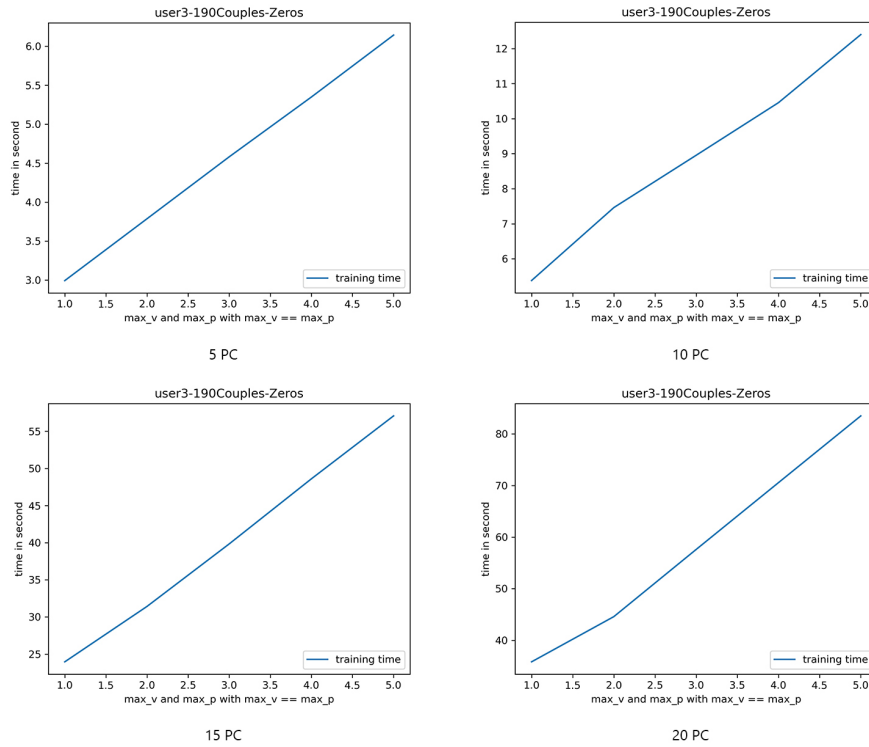 user3-190Couples-Zeros
time in second
6.0
5.5
5.0
4.5
4.0
3.5
3.0
training time
1.0 1.5 2.0 2.5 3.0 3.5 4.0 4.5 5.0
max_v and max_p with max_v == max_p
5 PC
user3-190Couples-Zeros
time in second
12
11
10
9
8
7
6
training time
1.0 1.5 2.0 2.5 3.0 3.5 4.0 4.5 5.0
max_v and max_p with max_v == max_p
10 PC
user3-190Couples-Zeros
time in second
55
50
45
40
35
30
25
training time
1.0 1.5 2.0 2.5 3.0 3.5 4.0 4.5 5.0
max_v and max_p with max_v == max_p
15 PC
user3-190Couples-Zeros
time in second
80
70
60
50
40
training time
1.0 1.5 2.0 2.5 3.0 3.5 4.0 4.5 5.0
max_v and max_p with max_v == max_p
20 PC